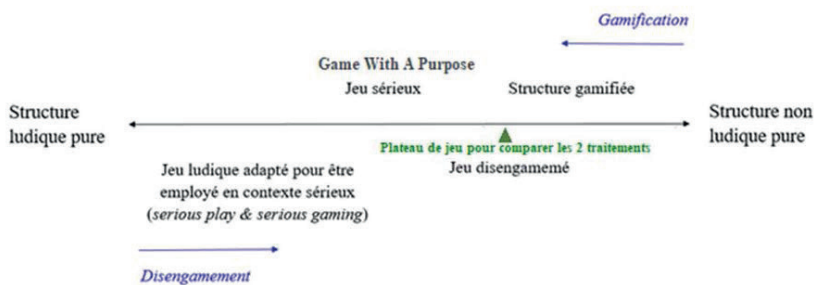 Gamification
Game With A Purpose
Jeu sérieux
Structure gamifiée
Structure
ludique pure
Structure non
ludique pure
Plateau de jeu pour comparer les 2 traitements
Jeu disengamemé
Jeu ludique adapté pour être
employé en contexte sérieux
(serious play & serious gaming)
Disengamement